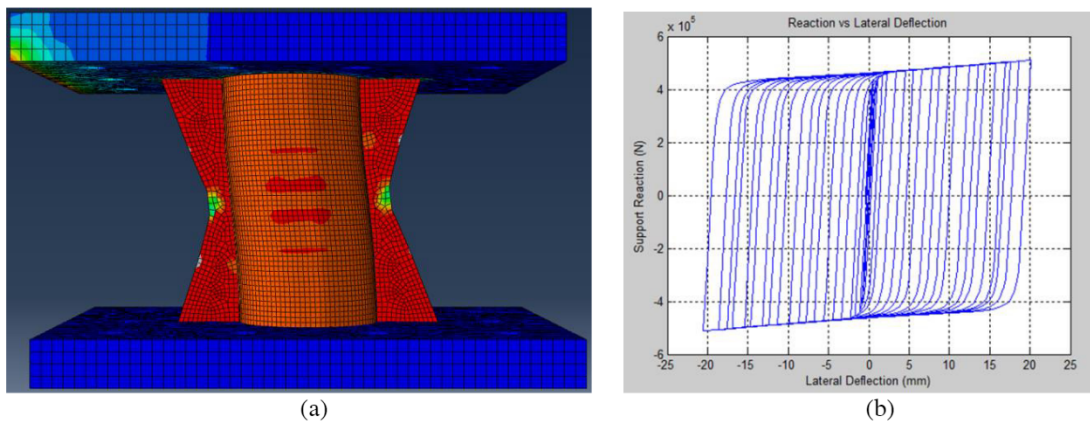 Reaction vs Lateral Deflection
x 10^5
6
4
2
0
-2
-4
-6
Support Reaction (N)
-25 -20 -15 -10 -5 0 5 10 15 20 25
Lateral Deflection (mm)
(a) (b)